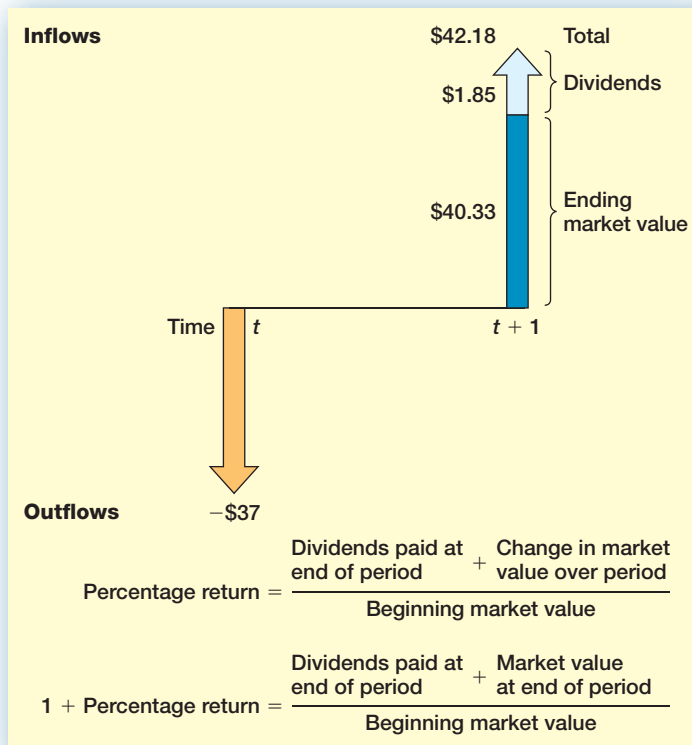 Inflows
$42.18 Total
$1.85 Dividends
$40.33 Ending
market value
Time t t + 1
Outflows −$37
Percentage return = Dividends paid at end of period + Change in market value over period
Beginning market value
1 + Percentage return = Dividends paid at end of period + Market value at end of period
Beginning market value